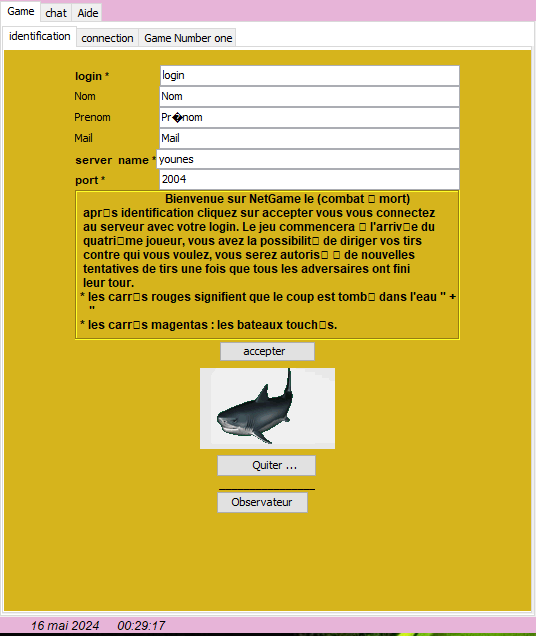 Game chat Aide
identification connection Game Number one
login * login
Nom Nom
Prenom Pr�nom
Mail Mail
server name * younes
port * 2004
Bienvenue sur NetGame le (combat □ mort)
apr□s identification cliquez sur accepter vous vous connectez
au serveur avec votre login. Le jeu commencera □ l'arriv□e du
quatri□me joueur, vous avez la possibilit□ de diriger vos tirs
contre qui vous voulez, vous serez autoris□ □ de nouvelles
tentatives de tirs une fois que tous les adversaires ont fini
leur tour.
* les carr□s rouges signifient que le coup est tomb□ dans l'eau " +
"
* les carr□s magentas : les bateaux touch□s.
accepter
Quiter ...
Observateur
16 mai 2024 00:29:17